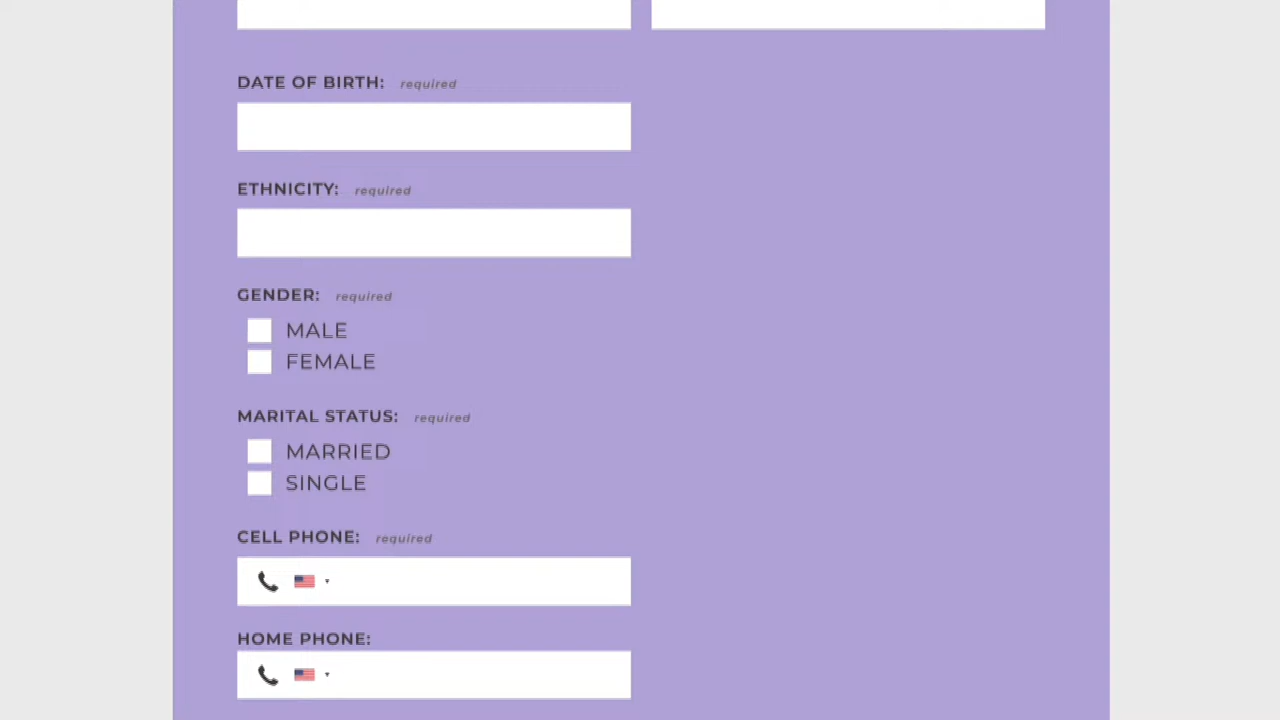 DATE OF BIRTH: required
ETHNICITY: required
GENDER: required
MALE
FEMALE
MARITAL STATUS: required
MARRIED
SINGLE
CELL PHONE: required
HOME PHONE: